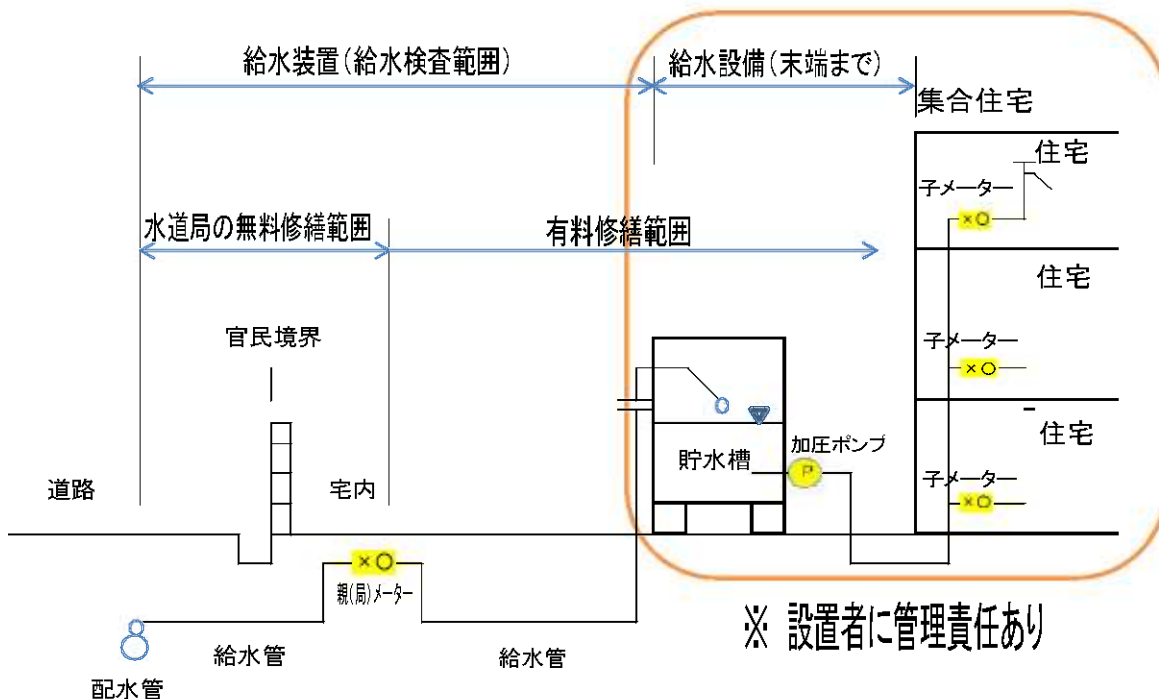 給水装置(給水検査範囲)
給水設備(末端まで)
集合住宅
住宅
子メーター
×○
水道局の無料修繕範囲
有料修繕範囲
住宅
官民境界
子メーター
×○
住宅
加圧ポンプ
貯水槽
P
子メーター
×○
道路
宅内
×○
親(局)メーター
※ 設置者に管理責任あり
給水管
給水管
配水管